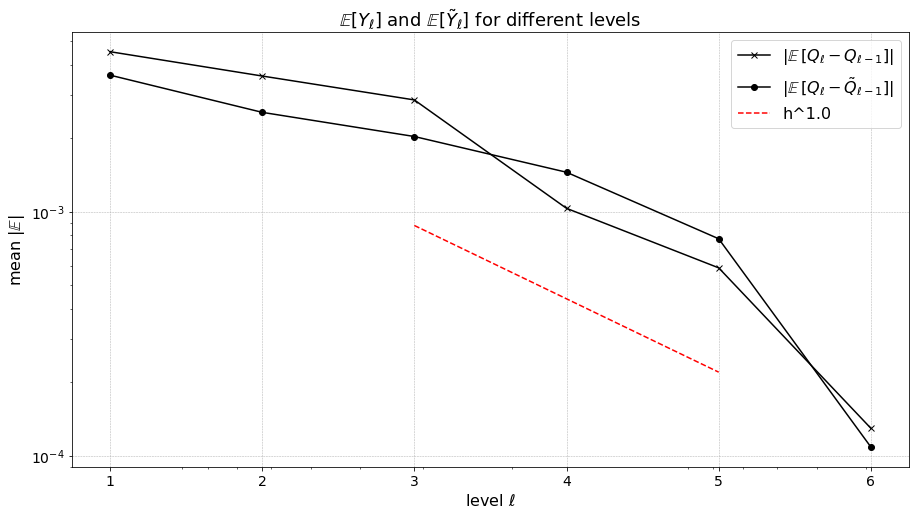 𝔼[Y_ℓ] and 𝔼[Ỹ_ℓ] for different levels
|𝔼[Q_ℓ − Q_{ℓ−1}]|
|𝔼[Q_ℓ − Q̃_{ℓ−1}]|
h^1.0
mean |𝔼|
10^{−3}
10^{−4}
1 2 3 4 5 6
level ℓ